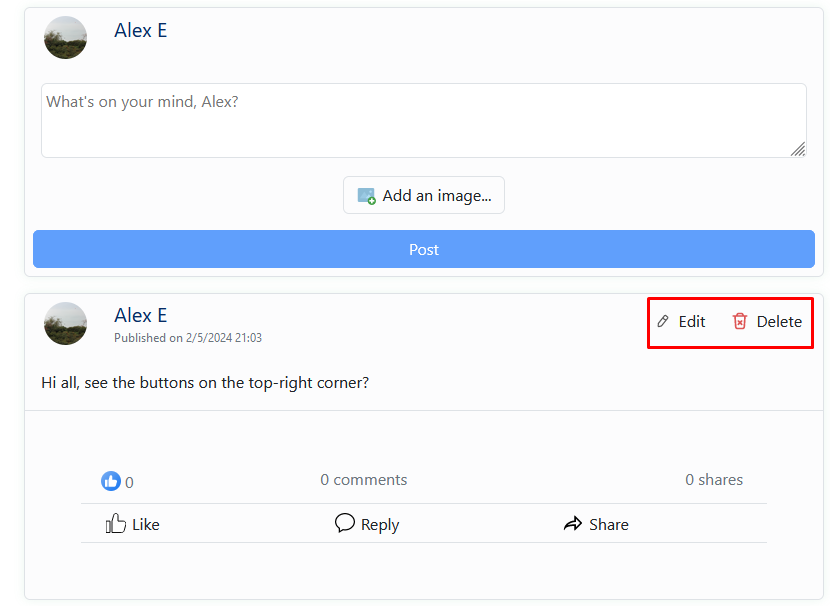 Alex E
What's on your mind, Alex?
Add an image...
Post
Alex E
Edit Delete
Published on 2/5/2024 21:03
Hi all, see the buttons on the top-right corner?
0 0 comments 0 shares
Like Reply Share